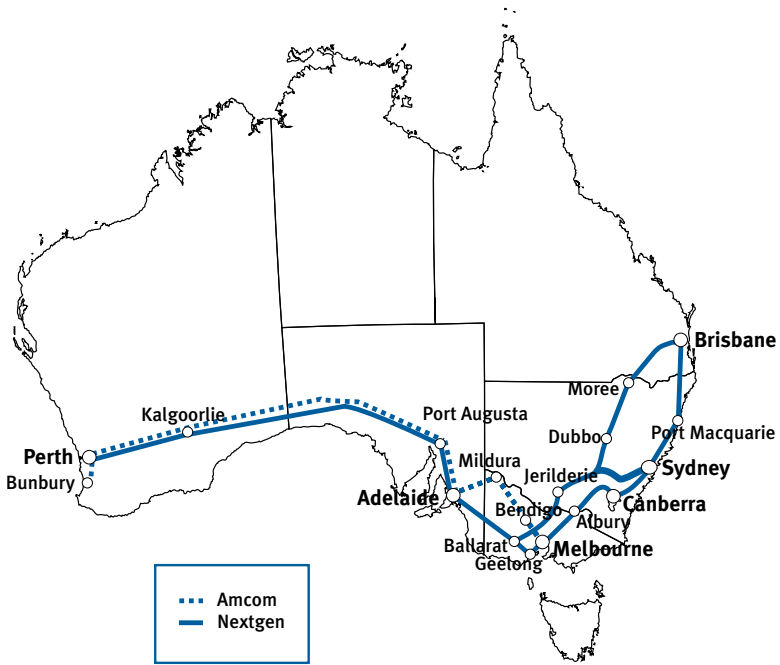 Brisbane
Moree
Kalgoorlie
Port Augusta
Dubbo
Port Macquarie
Perth
Mildura
Sydney
Bunbury
Jerilderie
Adelaide
Canberra
Bendigo
Albury
Ballarat
Melbourne
Geelong
Amcom
Nextgen